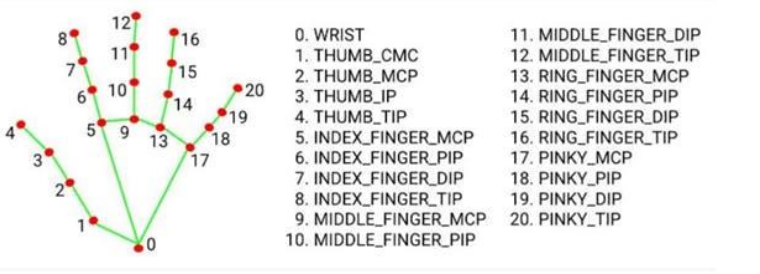 12
8
16
11
7
15
10
6
14
20
19
4
5
9
13
18
3
17
2
1
0
0. WRIST
1. THUMB_CMC
2. THUMB_MCP
3. THUMB_IP
4. THUMB_TIP
5. INDEX_FINGER_MCP
6. INDEX_FINGER_PIP
7. INDEX_FINGER_DIP
8. INDEX_FINGER_TIP
9. MIDDLE_FINGER_MCP
10. MIDDLE_FINGER_PIP
11. MIDDLE_FINGER_DIP
12. MIDDLE_FINGER_TIP
13. RING_FINGER_MCP
14. RING_FINGER_PIP
15. RING_FINGER_DIP
16. RING_FINGER_TIP
17. PINKY_MCP
18. PINKY_PIP
19. PINKY_DIP
20. PINKY_TIP